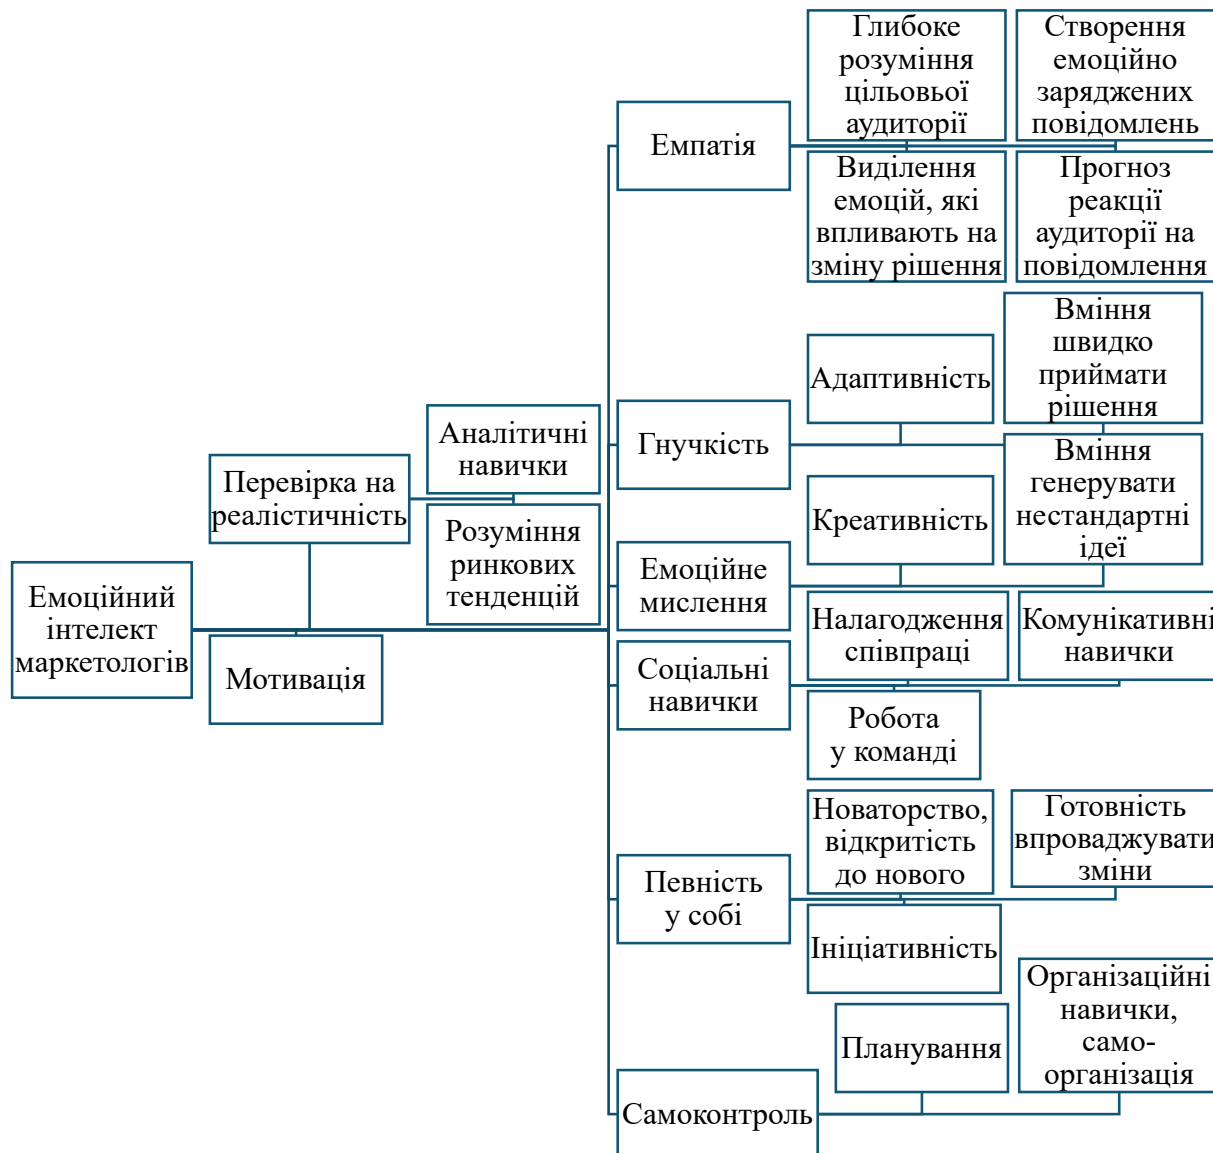 Емоційний
інтелект
маркетологів
Перевірка на
реалістичність
Аналітичні
навички
Розуміння
ринкових
тенденцій
Мотивація
Емпатія
Глибоке
розуміння
цільовьої
аудиторії
Створення
емоційно
заряджених
повідомлень
Виділення
емоцій, які
впливають на
зміну рішення
Прогноз
реакції
аудиторії на
повідомлення
Гнучкість
Адаптивність
Вміння
швидко
приймати
рішення
Емоційне
мислення
Креативність
Вміння
генерувати
нестандартні
ідеї
Соціальні
навички
Налагодження
співпраці
Комунікативні
навички
Робота
у команді
Певність
у собі
Новаторство,
відкритість
до нового
Готовність
впроваджувати
зміни
Ініціативність
Самоконтроль
Планування
Організаційні
навички,
само-
організація